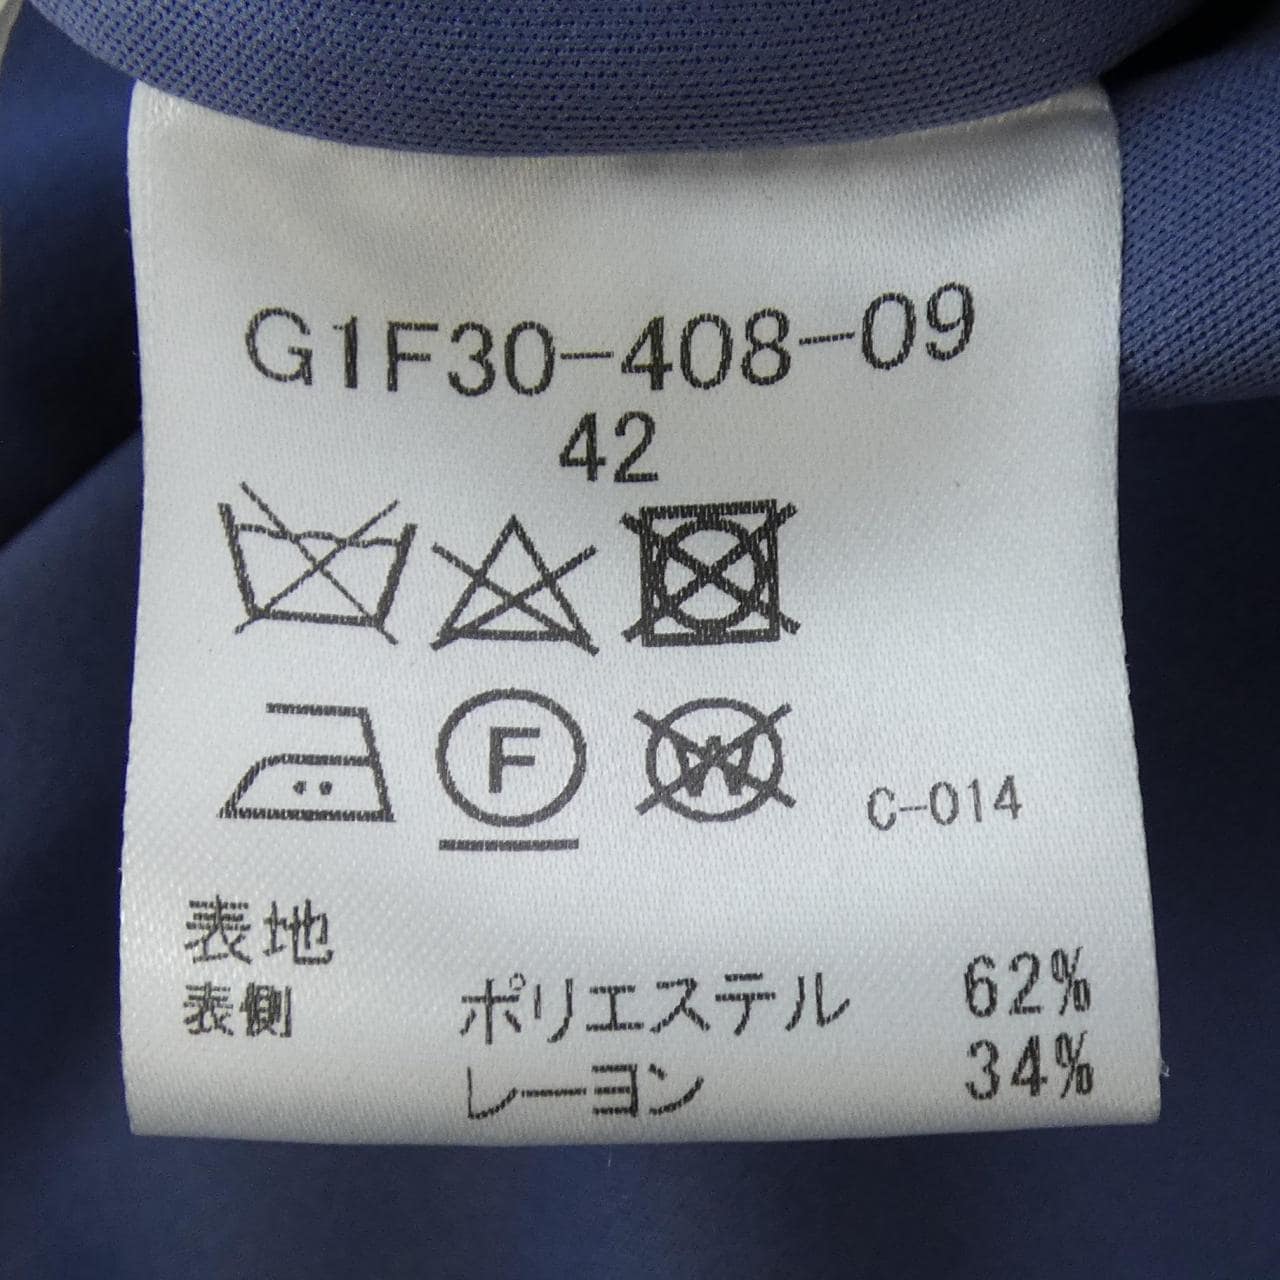 G1F30-408-09
42
F
W
C-014
表地
表側 ポリエステル 62%
レーヨン 34%